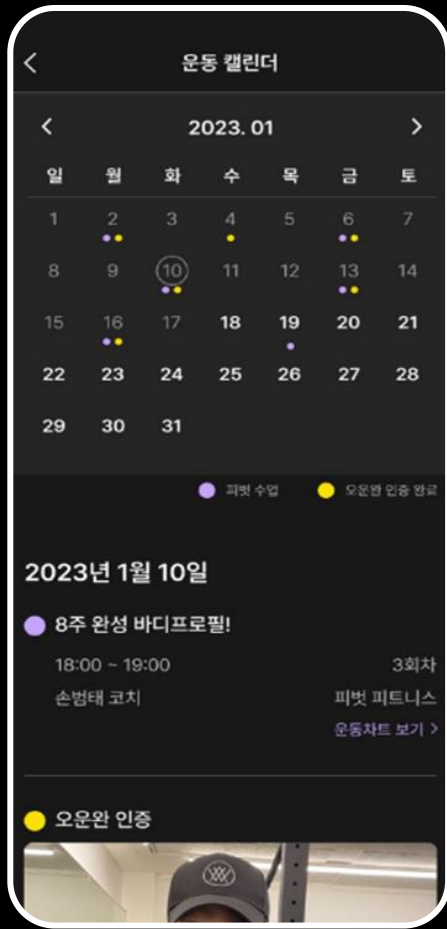 운동 캘린더
2023. 01
일 월 화 수 목 금 토
1 2 3 4 5 6 7
8 9 10 11 12 13 14
15 16 17 18 19 20 21
22 23 24 25 26 27 28
29 30 31
피벗 수업 오운완 인증 완료
2023년 1월 10일
8주 완성 바디프로필!
18:00 ~ 19:00 3회차
손범태 코치 피벗 피트니스
운동차트 보기 >
오운완 인증